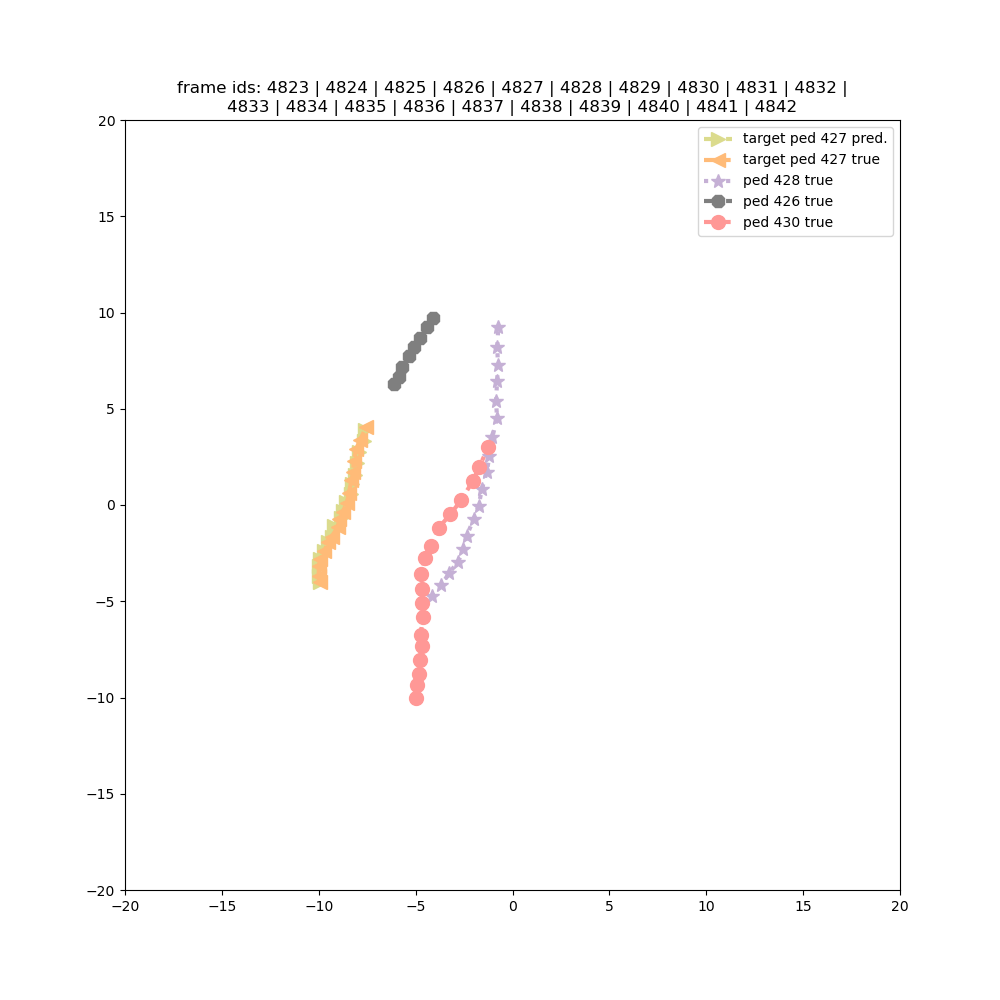 frame ids: 4823 | 4824 | 4825 | 4826 | 4827 | 4828 | 4829 | 4830 | 4831 | 4832 |
4833 | 4834 | 4835 | 4836 | 4837 | 4838 | 4839 | 4840 | 4841 | 4842
target ped 427 pred.
target ped 427 true
ped 428 true
ped 426 true
ped 430 true
20
15
10
5
0
−5
−10
−15
−20
−20 −15 −10 −5 0 5 10 15 20